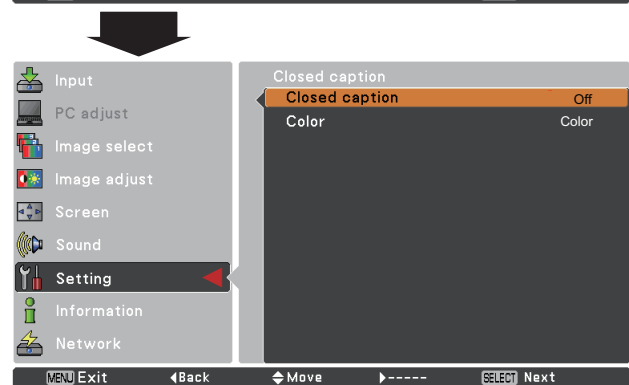 Input
PC adjust
Image select
Image adjust
Screen
Sound
Setting
Information
Network
Closed caption
Closed caption Off
Color Color
MENU Exit Back Move ----- SELECT Next